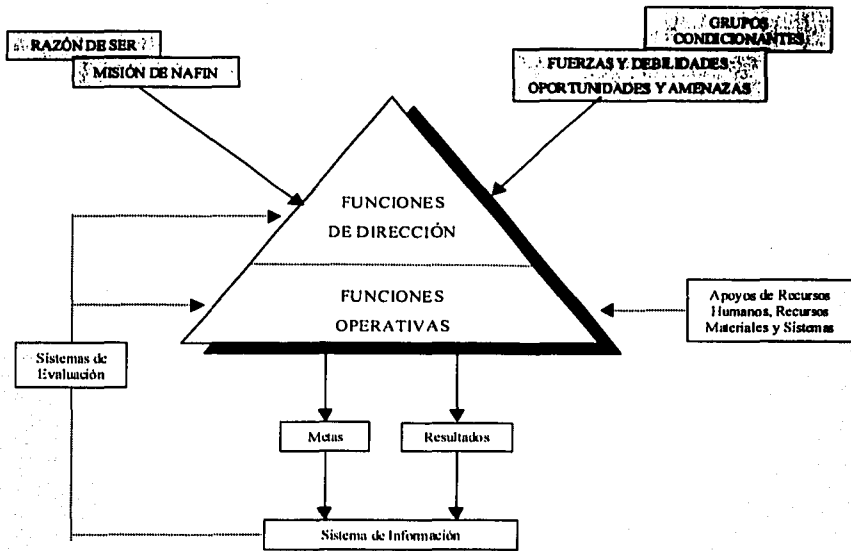 RAZÓN DE SER
MISIÓN DE NAFIN
GRUPOS
CONDICIONANTES
FUERZAS Y DEBILIDADES
OPORTUNIDADES Y AMENAZAS
FUNCIONES
DE DIRECCIÓN
FUNCIONES
OPERATIVAS
Apoyos de Recursos
Humanos, Recursos
Materiales y Sistemas
Sistemas de
Evaluación
Metas
Resultados
Sistema de Información